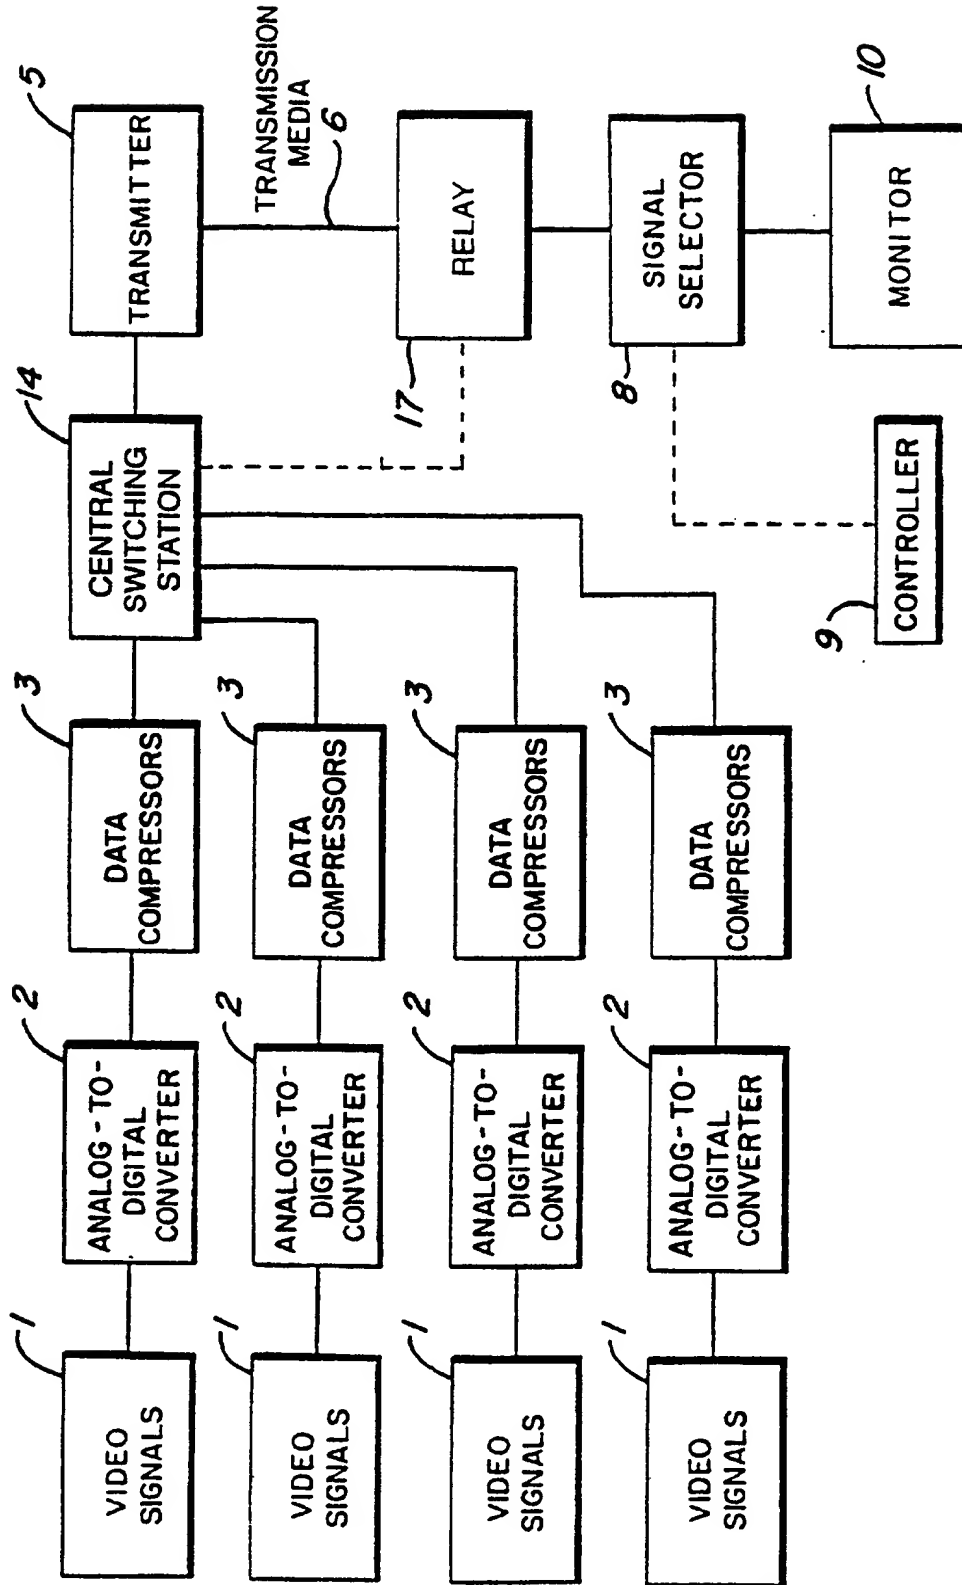 1
VIDEO
SIGNALS
2
ANALOG-TO-
DIGITAL
CONVERTER
3
DATA
COMPRESSORS
14
CENTRAL
SWITCHING
STATION
5
TRANSMITTER
1
VIDEO
SIGNALS
2
ANALOG-TO-
DIGITAL
CONVERTER
3
DATA
COMPRESSORS
TRANSMISSION
MEDIA
6
1
VIDEO
SIGNALS
2
ANALOG-TO-
DIGITAL
CONVERTER
3
DATA
COMPRESSORS
17
RELAY
1
VIDEO
SIGNALS
2
ANALOG-TO-
DIGITAL
CONVERTER
3
DATA
COMPRESSORS
8
SIGNAL
SELECTOR
9
CONTROLLER
10
MONITOR